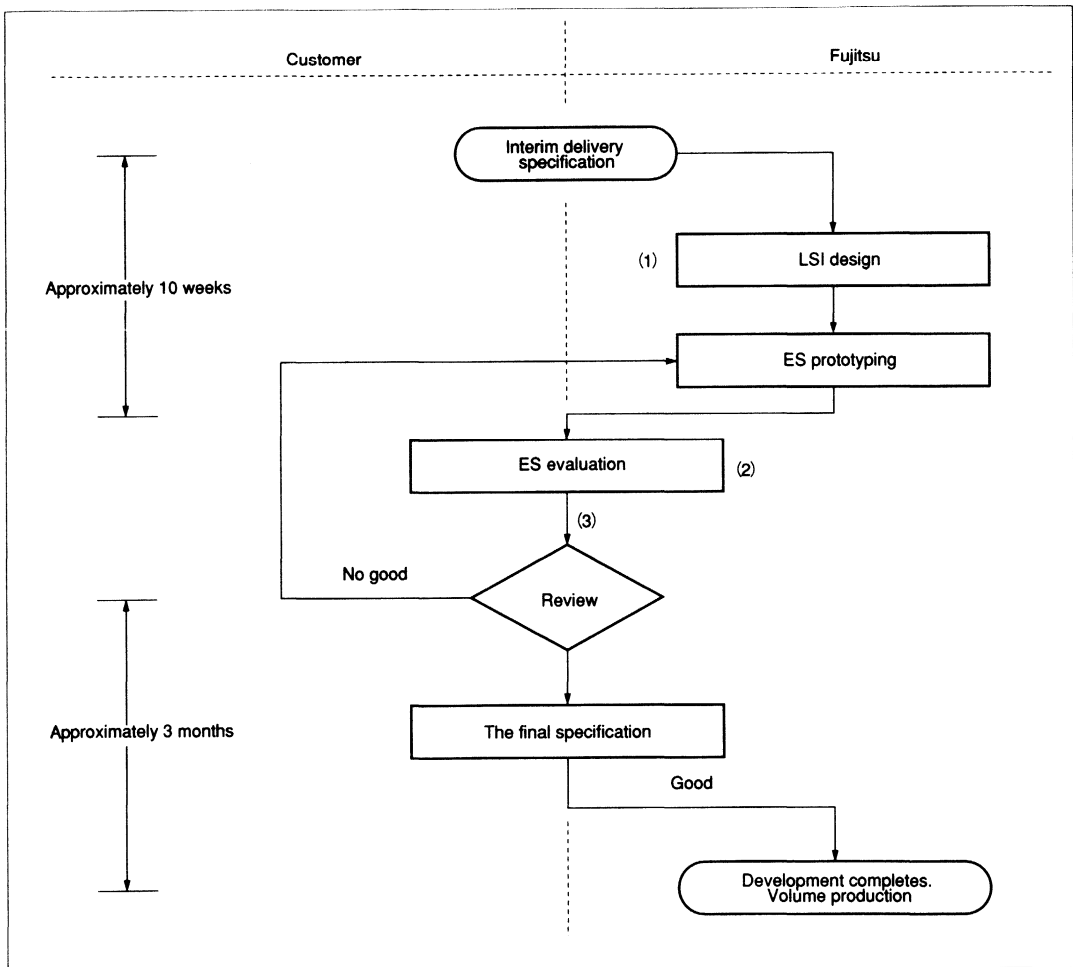 Customer
Fujitsu
Interim delivery
specification
(1)
LSI design
Approximately 10 weeks
ES prototyping
ES evaluation
(2)
(3)
No good
Review
Approximately 3 months
The final specification
Good
Development completes.
Volume production